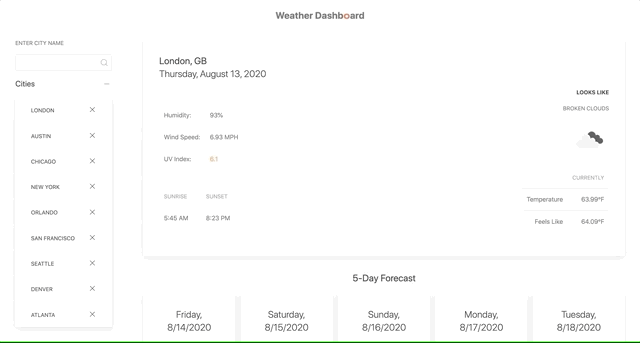 Weather Dashboard
ENTER CITY NAME
Cities
LONDON
AUSTIN
CHICAGO
NEW YORK
ORLANDO
SAN FRANCISCO
SEATTLE
DENVER
ATLANTA
London, GB
Thursday, August 13, 2020
Humidity: 93%
Wind Speed: 6.93 MPH
UV Index: 6.1
SUNRISE SUNSET
5:45 AM 8:23 PM
LOOKS LIKE
BROKEN CLOUDS
CURRENTLY
Temperature 63.99°F
Feels Like 64.09°F
5-Day Forecast
Friday, 8/14/2020
Saturday, 8/15/2020
Sunday, 8/16/2020
Monday, 8/17/2020
Tuesday, 8/18/2020